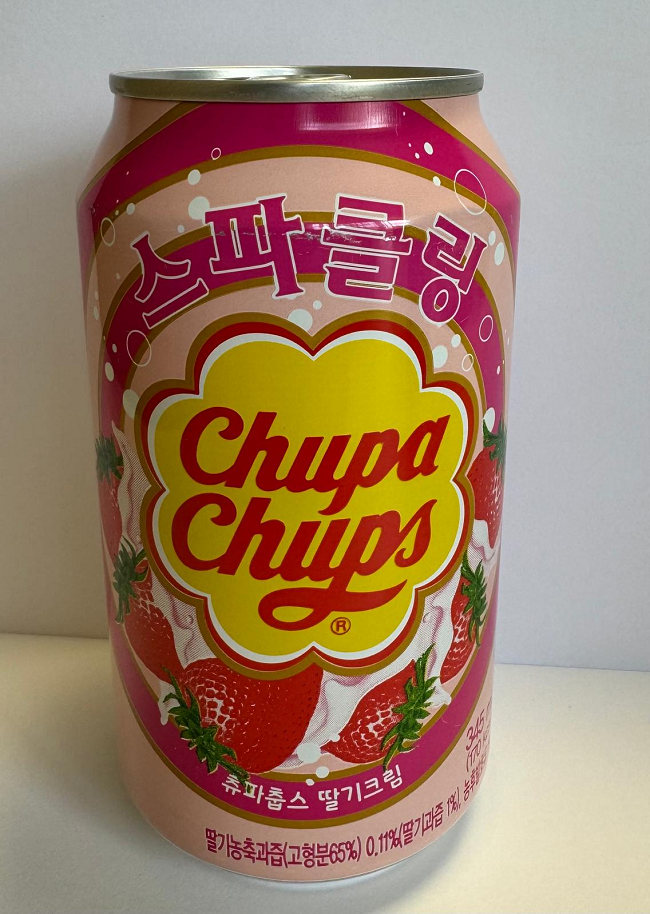 스파클링
Chupa
Chups
®
츄파춥스 딸기크림
딸기농축과즙(고형분65%) 0.11%(딸기과즙 1%),
345